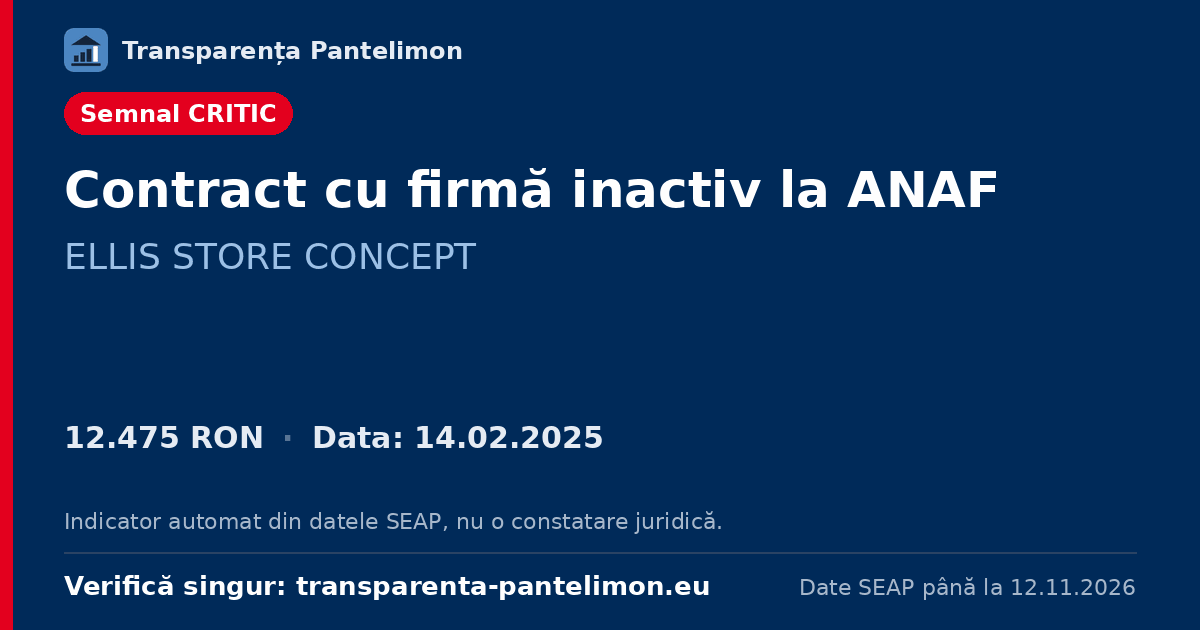 Transparența Pantelimon
Semnal CRITIC
Contract cu firmă inactiv la ANAF
ELLIS STORE CONCEPT
12.475 RON · Data: 14.02.2025
Indicator automat din datele SEAP, nu o constatare juridică.
Verifică singur: transparenta-pantelimon.eu
Date SEAP până la 12.11.2026